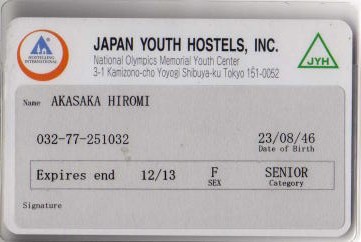 HOSTELLING
INTERNATIONAL
JAPAN YOUTH HOSTELS, INC.
National Olympics Memorial Youth Center
3-1 Kamizono-cho Yoyogi Shibuya-ku Tokyo 151-0052
JYH
Name AKASAKA HIROMI
032-77-251032 23/08/46
Date of Birth
Expires end 12/13 F SENIOR
SEX Category
Signature